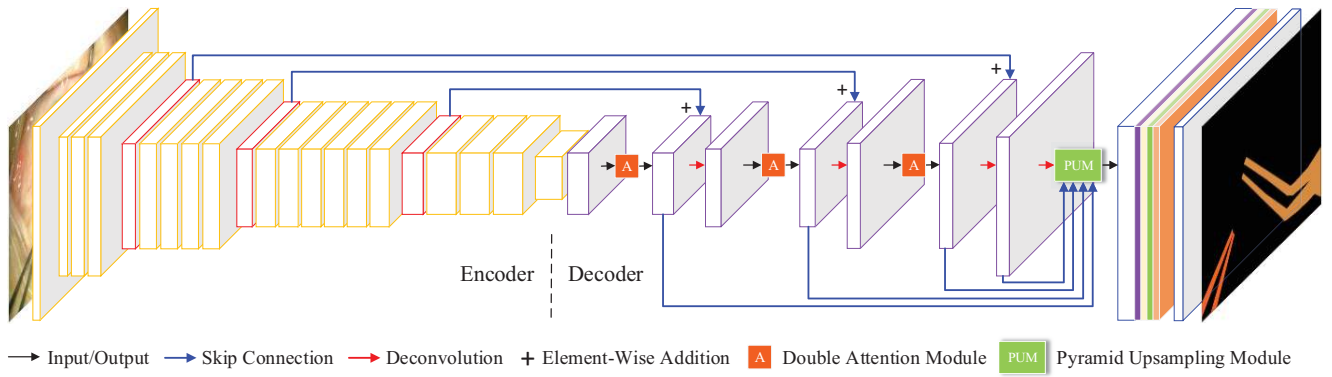 + + +
A A A PUM
Encoder Decoder
Input/Output Skip Connection Deconvolution + Element-Wise Addition A Double Attention Module PUM Pyramid Upsampling Module